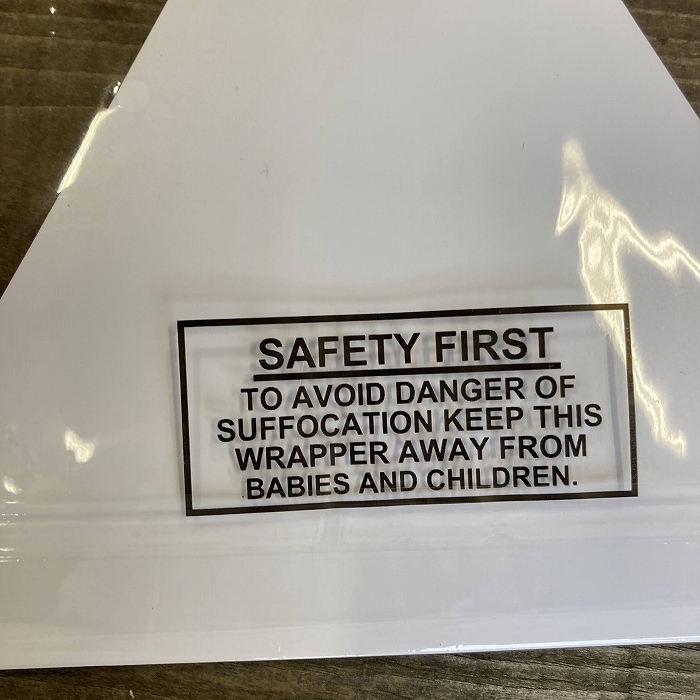 SAFETY FIRST
TO AVOID DANGER OF
SUFFOCATION KEEP THIS
WRAPPER AWAY FROM
BABIES AND CHILDREN.